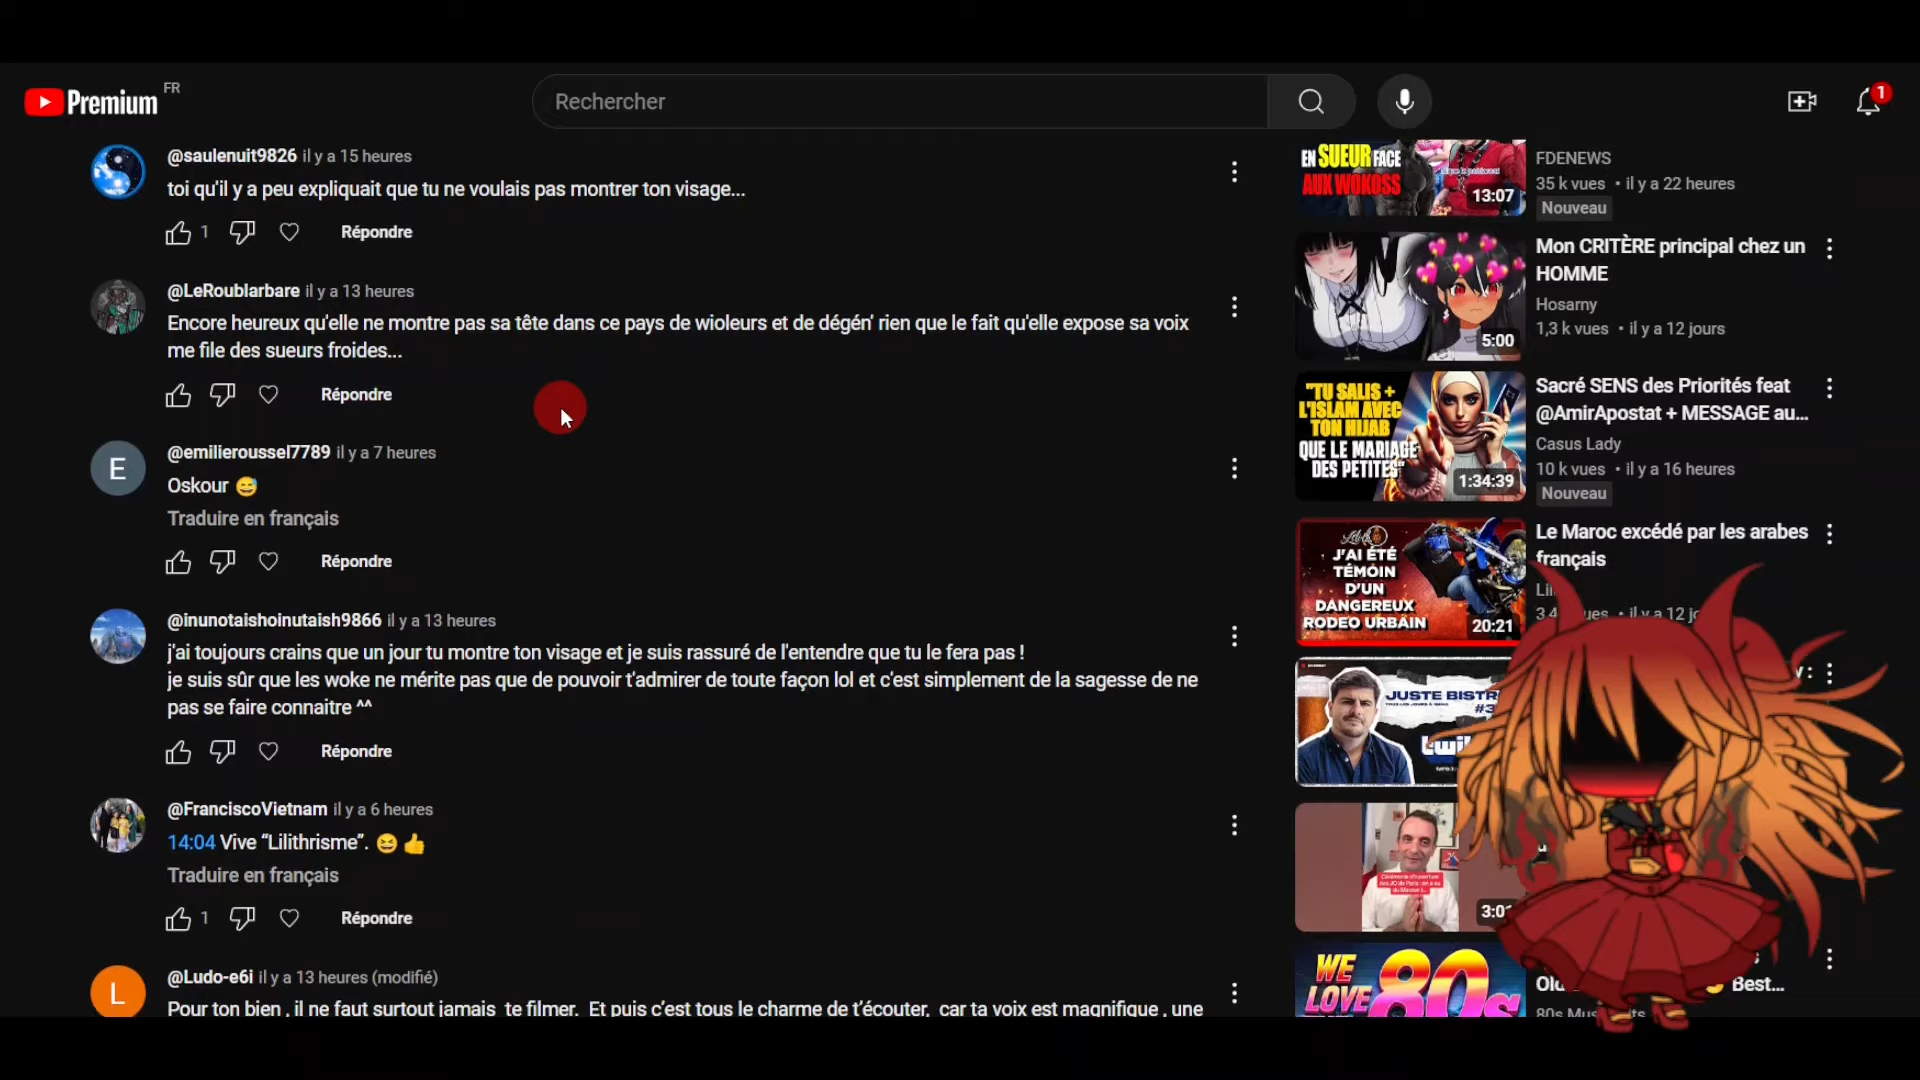 Premium
FR
Rechercher
1
@saulenuit9826 il y a 15 heures
toi qu'il y a peu expliquait que tu ne voulais pas montrer ton visage...
1
Répondre
@LeRoublarbare il y a 13 heures
Encore heureux qu'elle ne montre pas sa tête dans ce pays de wioleurs et de dégén' rien que le fait qu'elle expose sa voix
me file des sueurs froides...
Répondre
E
@emilieroussel7789 il y a 7 heures
Oskour 😅
Traduire en français
Répondre
@inunotaishoinutaish9866 il y a 13 heures
j'ai toujours crains que un jour tu montre ton visage et je suis rassuré de l'entendre que tu le fera pas !
je suis sûr que les woke ne mérite pas que de pouvoir t'admirer de toute façon lol et c'est simplement de la sagesse de ne
pas se faire connaitre ^^
Répondre
@FranciscoVietnam il y a 6 heures
14:04 Vive “Lilithrisme”. 😆 👍
Traduire en français
1
Répondre
L
@Ludo-e6i il y a 13 heures (modifié)
Pour ton bien , il ne faut surtout jamais te filmer. Et puis c'est tous le charme de t'écouter, car ta voix est magnifique , une
EN SUEUR FACE
AUX WOKOSS
13:07
FDENEWS
35 k vues • il y a 22 heures
Nouveau
5:00
Mon CRITÈRE principal chez un
HOMME
Hosarny
1,3 k vues • il y a 12 jours
"TU SALIS +
L'ISLAM AVEC
TON HIJAB
QUE LE MARIAGE
DES PETITES"
1:34:39
Sacré SENS des Priorités feat
@AmirApostat + MESSAGE au...
Casus Lady
10 k vues • il y a 16 heures
Nouveau
J'AI ÉTÉ
TÉMOIN
D'UN
DANGEREUX
RODEO URBAIN
20:21
Le Maroc excédé par les arabes
français
il y a 12
JUSTE BISTR
3:01
Cérémonie d'ouverture
des JO de Paris
WE
LOVE
80s
Best...